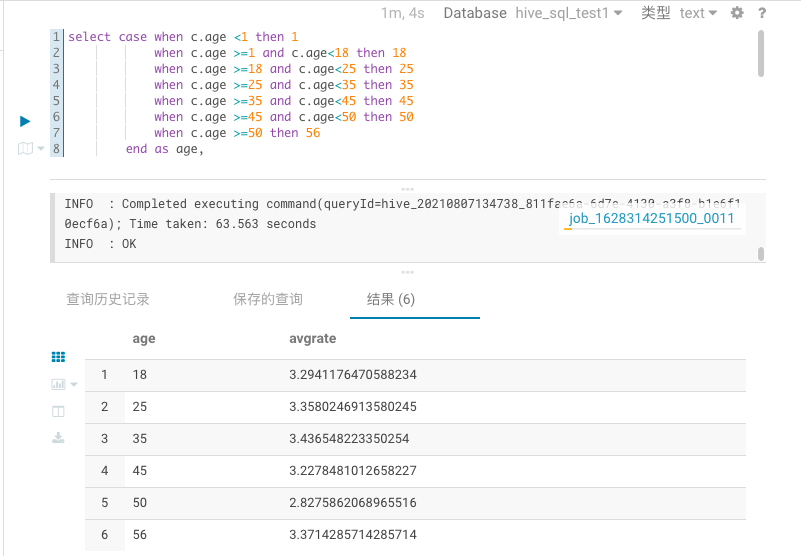 1m, 4s Database hive_sql_test1 类型 text ?
1 select case when c.age <1 then 1
2 when c.age >=1 and c.age<18 then 18
3 when c.age >=18 and c.age<25 then 25
4 when c.age >=25 and c.age<35 then 35
5 when c.age >=35 and c.age<45 then 45
6 when c.age >=45 and c.age<50 then 50
7 when c.age >=50 then 56
8 end as age,
INFO : Completed executing command(queryId=hive_20210807134738_811fae6a-6d7e-4130-a3f8-b1e6f1
0ecf6a); Time taken: 63.563 seconds
job_1628314251500_0011
INFO : OK
查询历史记录 保存的查询 结果 (6)
age avgrate
1 18 3.2941176470588234
2 25 3.3580246913580245
3 35 3.436548223350254
4 45 3.2278481012658227
5 50 2.8275862068965516
6 56 3.3714285714285714